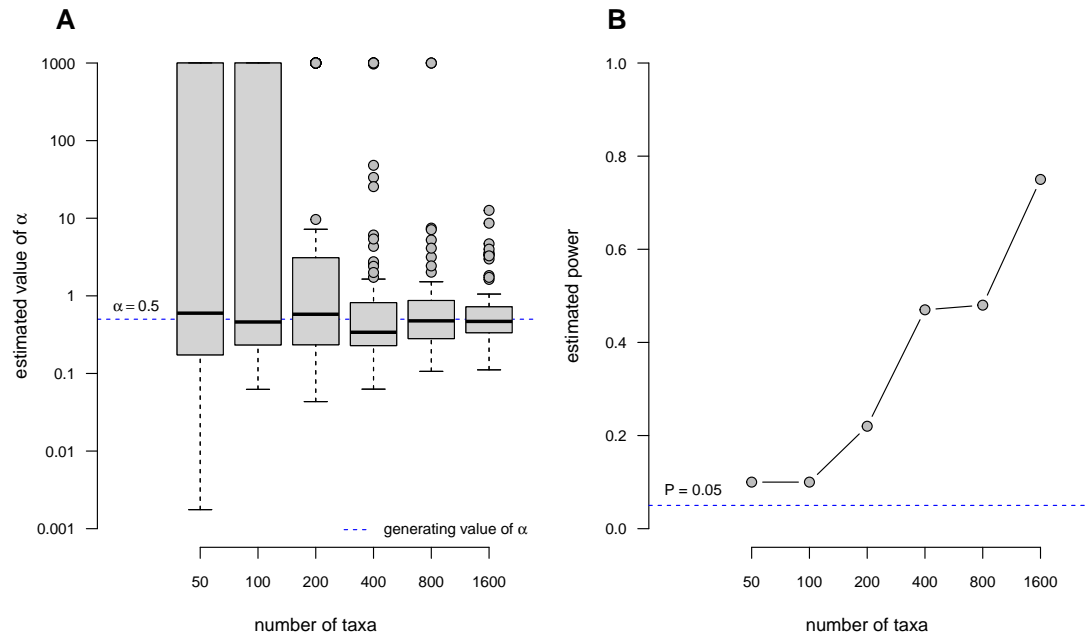 A
1000
100
10
1
0.1
0.01
0.001
estimated value of α
α = 0.5
generating value of α
50 100 200 400 800 1600
number of taxa
B
1.0
0.8
0.6
0.4
0.2
0.0
estimated power
P = 0.05
50 100 200 400 800 1600
number of taxa